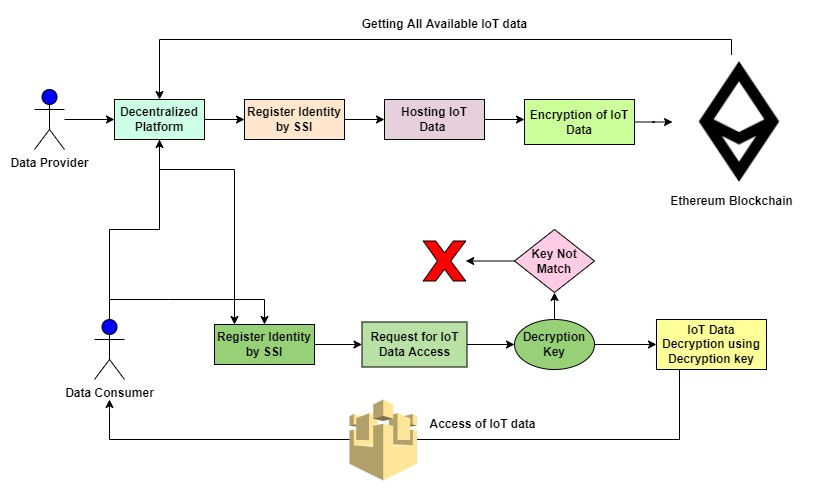 Getting All Available IoT data
Decentralized
Platform
Register Identity
by SSI
Hosting IoT
Data
Encryption of IoT
Data
Data Provider
Ethereum Blockchain
Key Not
Match
Register Identity
by SSI
Request for IoT
Data Access
Decryption
Key
IoT Data
Decryption using
Decryption key
Data Consumer
Access of IoT data